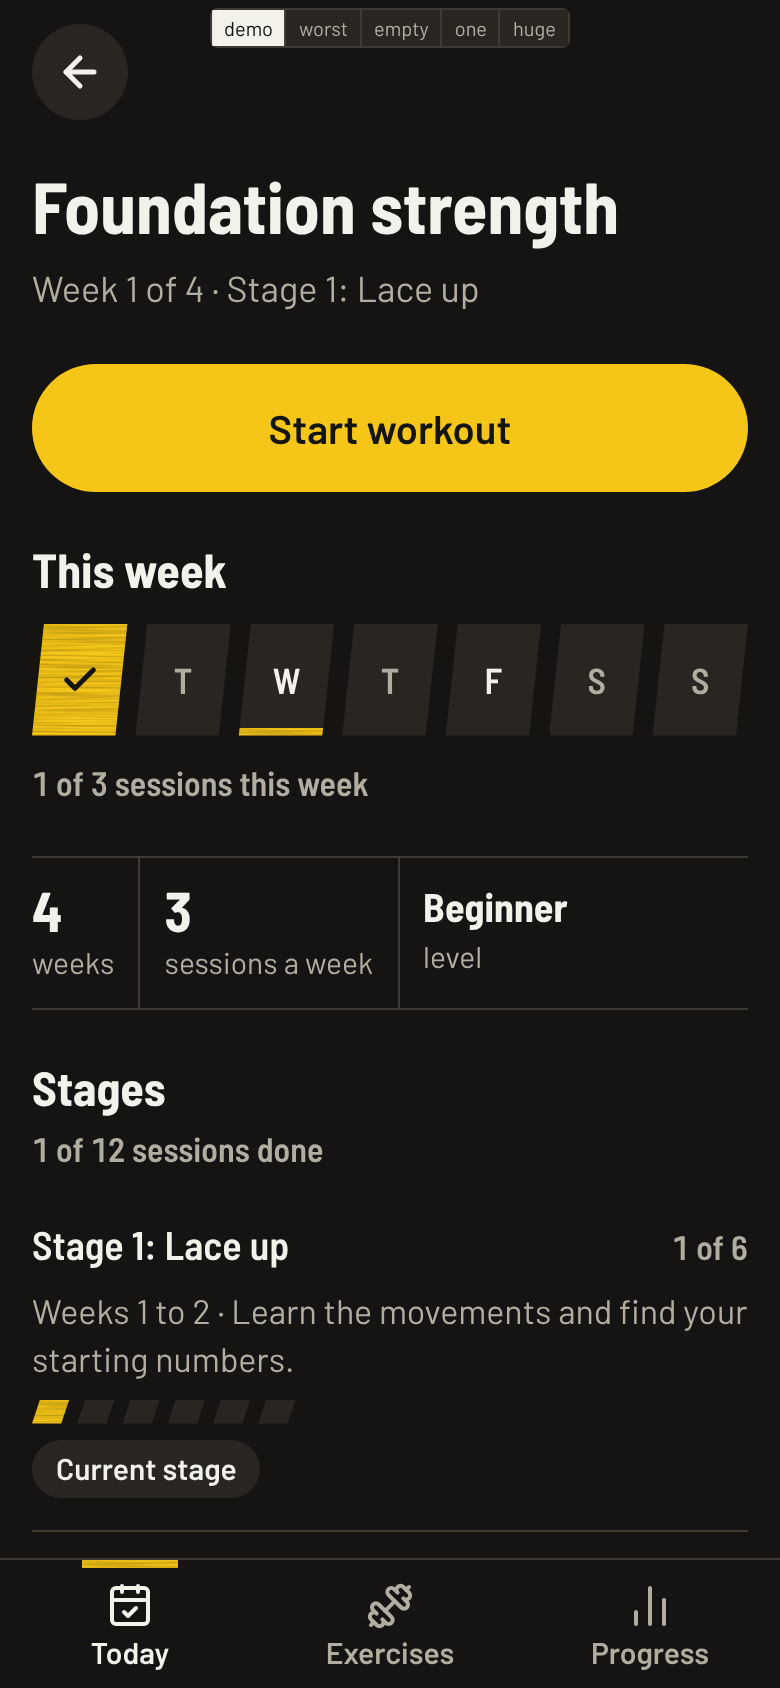 demo worst empty one huge
Foundation strength
Week 1 of 4 · Stage 1: Lace up
Start workout
This week
T W T F S S
1 of 3 sessions this week
4 3 Beginner
weeks sessions a week level
Stages
1 of 12 sessions done
Stage 1: Lace up 1 of 6
Weeks 1 to 2 · Learn the movements and find your
starting numbers.
Current stage
Today Exercises Progress